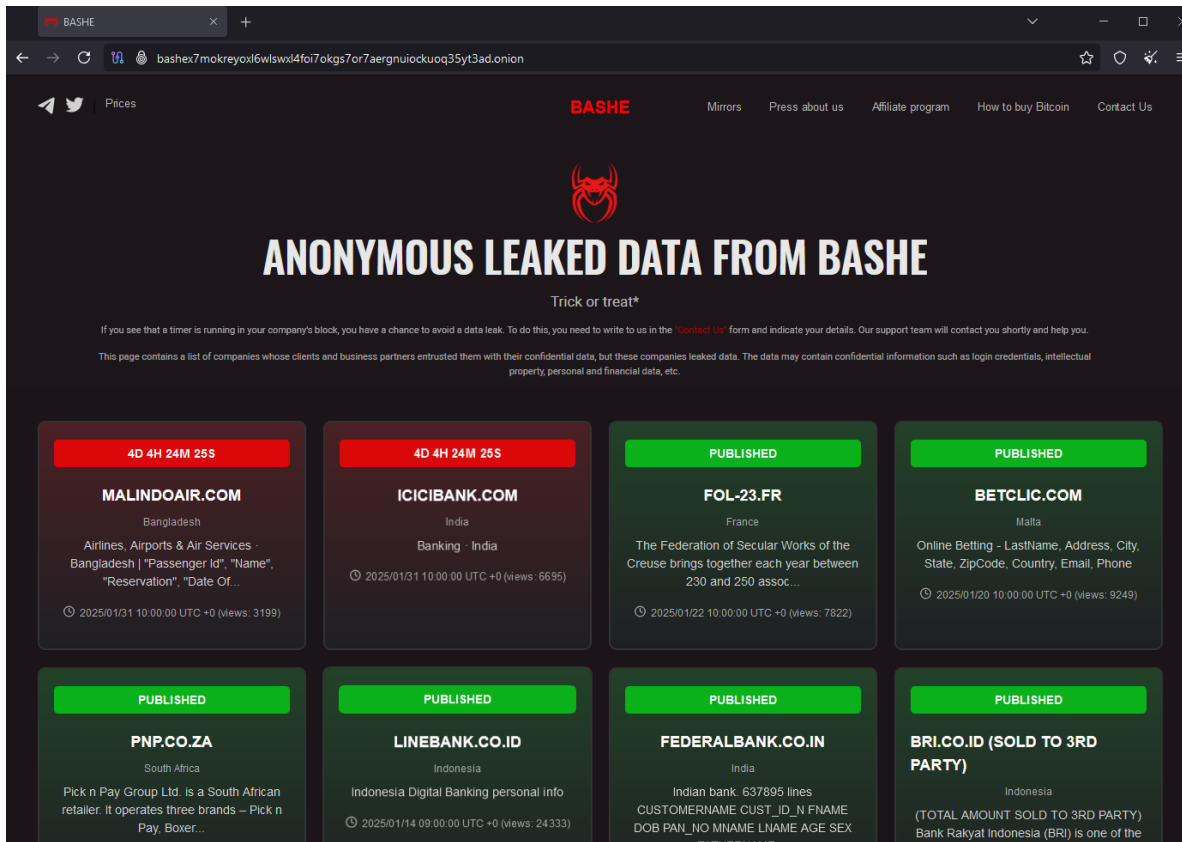 BASHE
bashex7mokreyoxl6wlswxl4foi7okgs7or7aergnuiockuoq35yt3ad.onion
Prices
BASHE
Mirrors
Press about us
Affiliate program
How to buy Bitcoin
Contact Us
ANONYMOUS LEAKED DATA FROM BASHE
Trick or treat*
If you see that a timer is running in your company's block, you have a chance to avoid a data leak. To do this, you need to write to us in the "Contact Us" form and indicate your details. Our support team will contact you shortly and help you.
This page contains a list of companies whose clients and business partners entrusted them with their confidential data, but these companies leaked data. The data may contain confidential information such as login credentials, intellectual
property, personal and financial data, etc.
4D 4H 24M 25S
MALINDOAIR.COM
Bangladesh
Airlines, Airports & Air Services ·
Bangladesh | "Passenger Id", "Name",
"Reservation", "Date Of...
2025/01/31 10:00:00 UTC +0 (views: 3199)
4D 4H 24M 25S
ICICIBANK.COM
India
Banking · India
2025/01/31 10:00:00 UTC +0 (views: 6695)
PUBLISHED
FOL-23.FR
France
The Federation of Secular Works of the
Creuse brings together each year between
230 and 250 assoc...
2025/01/22 10:00:00 UTC +0 (views: 7822)
PUBLISHED
BETCLIC.COM
Malta
Online Betting - LastName, Address, City,
State, ZipCode, Country, Email, Phone
2025/01/20 10:00:00 UTC +0 (views: 9249)
PUBLISHED
PNP.CO.ZA
South Africa
Pick n Pay Group Ltd. is a South African
retailer. It operates three brands – Pick n
Pay, Boxer...
PUBLISHED
LINEBANK.CO.ID
Indonesia
Indonesia Digital Banking personal info
2025/01/14 09:00:00 UTC +0 (views: 24333)
PUBLISHED
FEDERALBANK.CO.IN
India
Indian bank. 637895 lines
CUSTOMERNAME CUST_ID_N FNAME
DOB PAN_NO MNAME LNAME AGE SEX
PUBLISHED
BRI.CO.ID (SOLD TO 3RD
PARTY)
Indonesia
(TOTAL AMOUNT SOLD TO 3RD PARTY)
Bank Rakyat Indonesia (BRI) is one of the